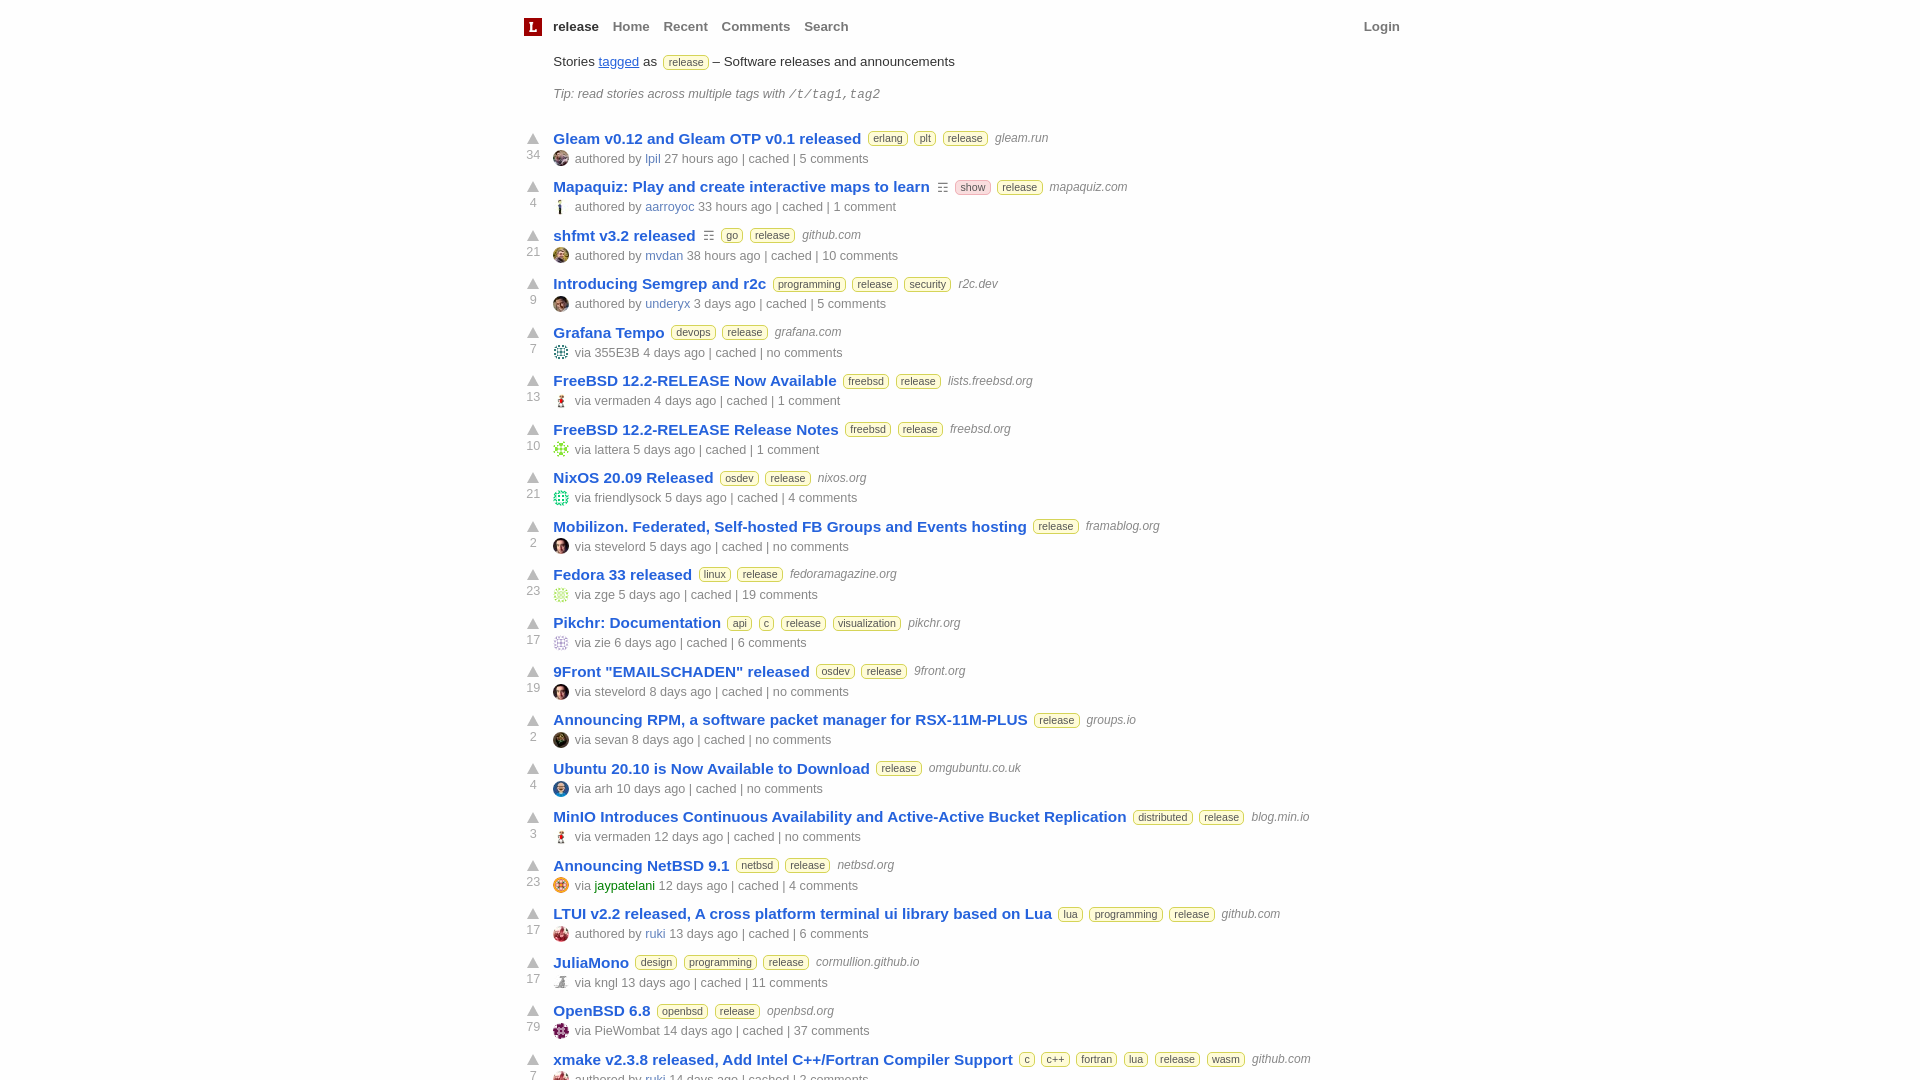 L release Home Recent Comments Search Login
Stories tagged as release – Software releases and announcements
Tip: read stories across multiple tags with /t/tag1,tag2
Gleam v0.12 and Gleam OTP v0.1 released erlang plt release gleam.run
34 authored by lpil 27 hours ago | cached | 5 comments
Mapaquiz: Play and create interactive maps to learn ☶ show release mapaquiz.com
4 authored by aarroyoc 33 hours ago | cached | 1 comment
shfmt v3.2 released ☶ go release github.com
21 authored by mvdan 38 hours ago | cached | 10 comments
Introducing Semgrep and r2c programming release security r2c.dev
9 authored by underyx 3 days ago | cached | 5 comments
Grafana Tempo devops release grafana.com
7 via 355E3B 4 days ago | cached | no comments
FreeBSD 12.2-RELEASE Now Available freebsd release lists.freebsd.org
13 via vermaden 4 days ago | cached | 1 comment
FreeBSD 12.2-RELEASE Release Notes freebsd release freebsd.org
10 via lattera 5 days ago | cached | 1 comment
NixOS 20.09 Released osdev release nixos.org
21 via friendlysock 5 days ago | cached | 4 comments
Mobilizon. Federated, Self-hosted FB Groups and Events hosting release framablog.org
2 via stevelord 5 days ago | cached | no comments
Fedora 33 released linux release fedoramagazine.org
23 via zge 5 days ago | cached | 19 comments
Pikchr: Documentation api c release visualization pikchr.org
17 via zie 6 days ago | cached | 6 comments
9Front "EMAILSCHADEN" released osdev release 9front.org
19 via stevelord 8 days ago | cached | no comments
Announcing RPM, a software packet manager for RSX-11M-PLUS release groups.io
2 via sevan 8 days ago | cached | no comments
Ubuntu 20.10 is Now Available to Download release omgubuntu.co.uk
4 via arh 10 days ago | cached | no comments
MinIO Introduces Continuous Availability and Active-Active Bucket Replication distributed release blog.min.io
3 via vermaden 12 days ago | cached | no comments
Announcing NetBSD 9.1 netbsd release netbsd.org
23 via jaypatelani 12 days ago | cached | 4 comments
LTUI v2.2 released, A cross platform terminal ui library based on Lua lua programming release github.com
17 authored by ruki 13 days ago | cached | 6 comments
JuliaMono design programming release cormullion.github.io
17 via kngl 13 days ago | cached | 11 comments
OpenBSD 6.8 openbsd release openbsd.org
79 via PieWombat 14 days ago | cached | 37 comments
xmake v2.3.8 released, Add Intel C++/Fortran Compiler Support c c++ fortran lua release wasm github.com
7 authored by ruki 14 days ago | cached | 2 comments